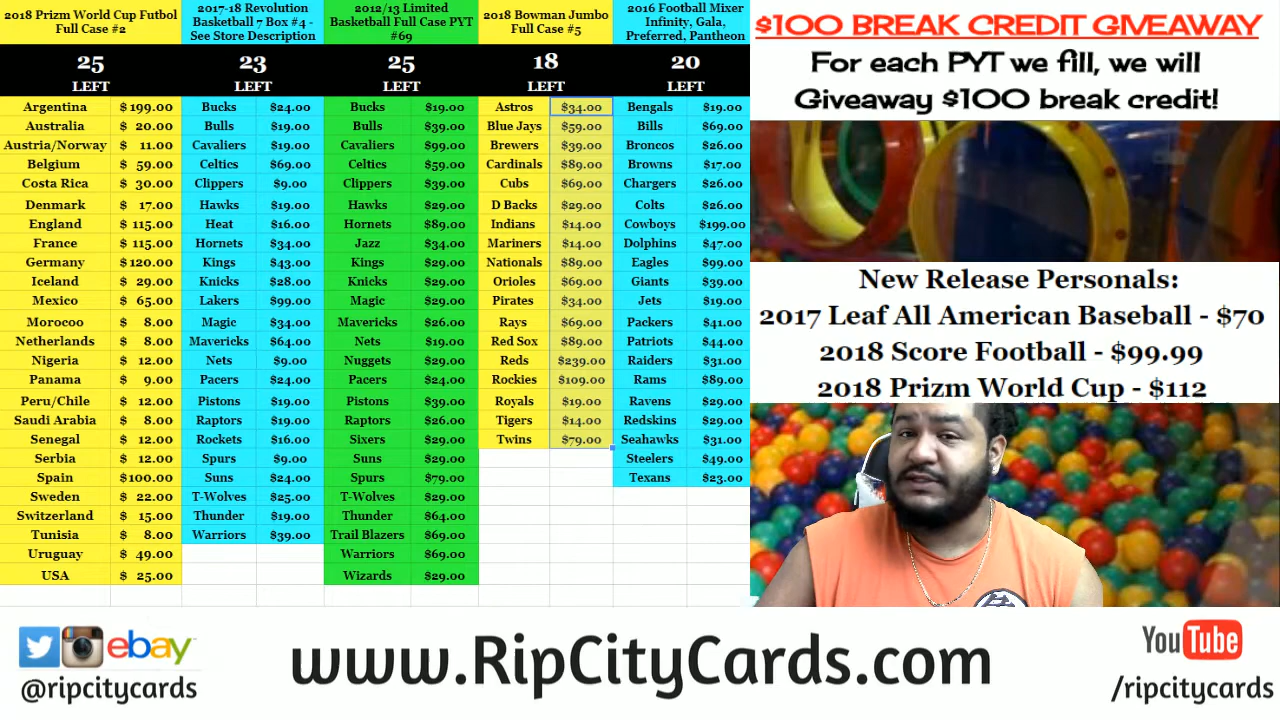 2018 Prizm World Cup Futbol
Full Case #2
25
LEFT
Argentina $ 199.00
Australia $ 20.00
Austria/Norway $ 11.00
Belgium $ 59.00
Costa Rica $ 30.00
Denmark $ 17.00
England $ 115.00
France $ 115.00
Germany $ 120.00
Iceland $ 29.00
Mexico $ 65.00
Morocoo $ 8.00
Netherlands $ 8.00
Nigeria $ 12.00
Panama $ 9.00
Peru/Chile $ 12.00
Saudi Arabia $ 8.00
Senegal $ 12.00
Serbia $ 12.00
Spain $100.00
Sweden $ 22.00
Switzerland $ 15.00
Tunisia $ 8.00
Uruguay $ 49.00
USA $ 25.00
2017-18 Revolution
Basketball 7 Box #4 -
See Store Description
23
LEFT
Bucks $24.00
Bulls $19.00
Cavaliers $19.00
Celtics $69.00
Clippers $9.00
Hawks $19.00
Heat $16.00
Hornets $34.00
Kings $43.00
Knicks $28.00
Lakers $99.00
Magic $34.00
Mavericks $64.00
Nets $9.00
Pacers $24.00
Pistons $19.00
Raptors $19.00
Rockets $16.00
Spurs $9.00
Suns $24.00
T-Wolves $25.00
Thunder $19.00
Warriors $39.00
2012/13 Limited
Basketball Full Case PYT
#69
25
LEFT
Bucks $19.00
Bulls $39.00
Cavaliers $99.00
Celtics $59.00
Clippers $39.00
Hawks $29.00
Hornets $89.00
Jazz $34.00
Kings $29.00
Knicks $29.00
Magic $29.00
Mavericks $26.00
Nets $19.00
Nuggets $29.00
Pacers $24.00
Pistons $39.00
Raptors $26.00
Sixers $29.00
Suns $29.00
Spurs $79.00
T-Wolves $29.00
Thunder $64.00
Trail Blazers $69.00
Warriors $69.00
Wizards $29.00
2018 Bowman Jumbo
Full Case #5
18
LEFT
Astros $34.00
Blue Jays $59.00
Brewers $39.00
Cardinals $89.00
Cubs $69.00
D Backs $29.00
Indians $14.00
Mariners $14.00
Nationals $89.00
Orioles $69.00
Pirates $34.00
Rays $69.00
Red Sox $89.00
Reds $239.00
Rockies $109.00
Royals $19.00
Tigers $14.00
Twins $79.00
2016 Football Mixer
Infinity, Gala,
Preferred, Pantheon
20
LEFT
Bengals $19.00
Bills $69.00
Broncos $26.00
Browns $17.00
Chargers $26.00
Colts $26.00
Cowboys $199.00
Dolphins $47.00
Eagles $99.00
Giants $39.00
Jets $19.00
Packers $41.00
Patriots $44.00
Raiders $31.00
Rams $89.00
Ravens $29.00
Redskins $29.00
Seahawks $31.00
Steelers $49.00
Texans $23.00
$100 BREAK CREDIT GIVEAWAY
For each PYT we fill, we will
Giveaway $100 break credit!
New Release Personals:
2017 Leaf All American Baseball - $70
2018 Score Football - $99.99
2018 Prizm World Cup - $112
ebay
@ripcitycards
www.RipCityCards.com
YouTube
/ripcitycards